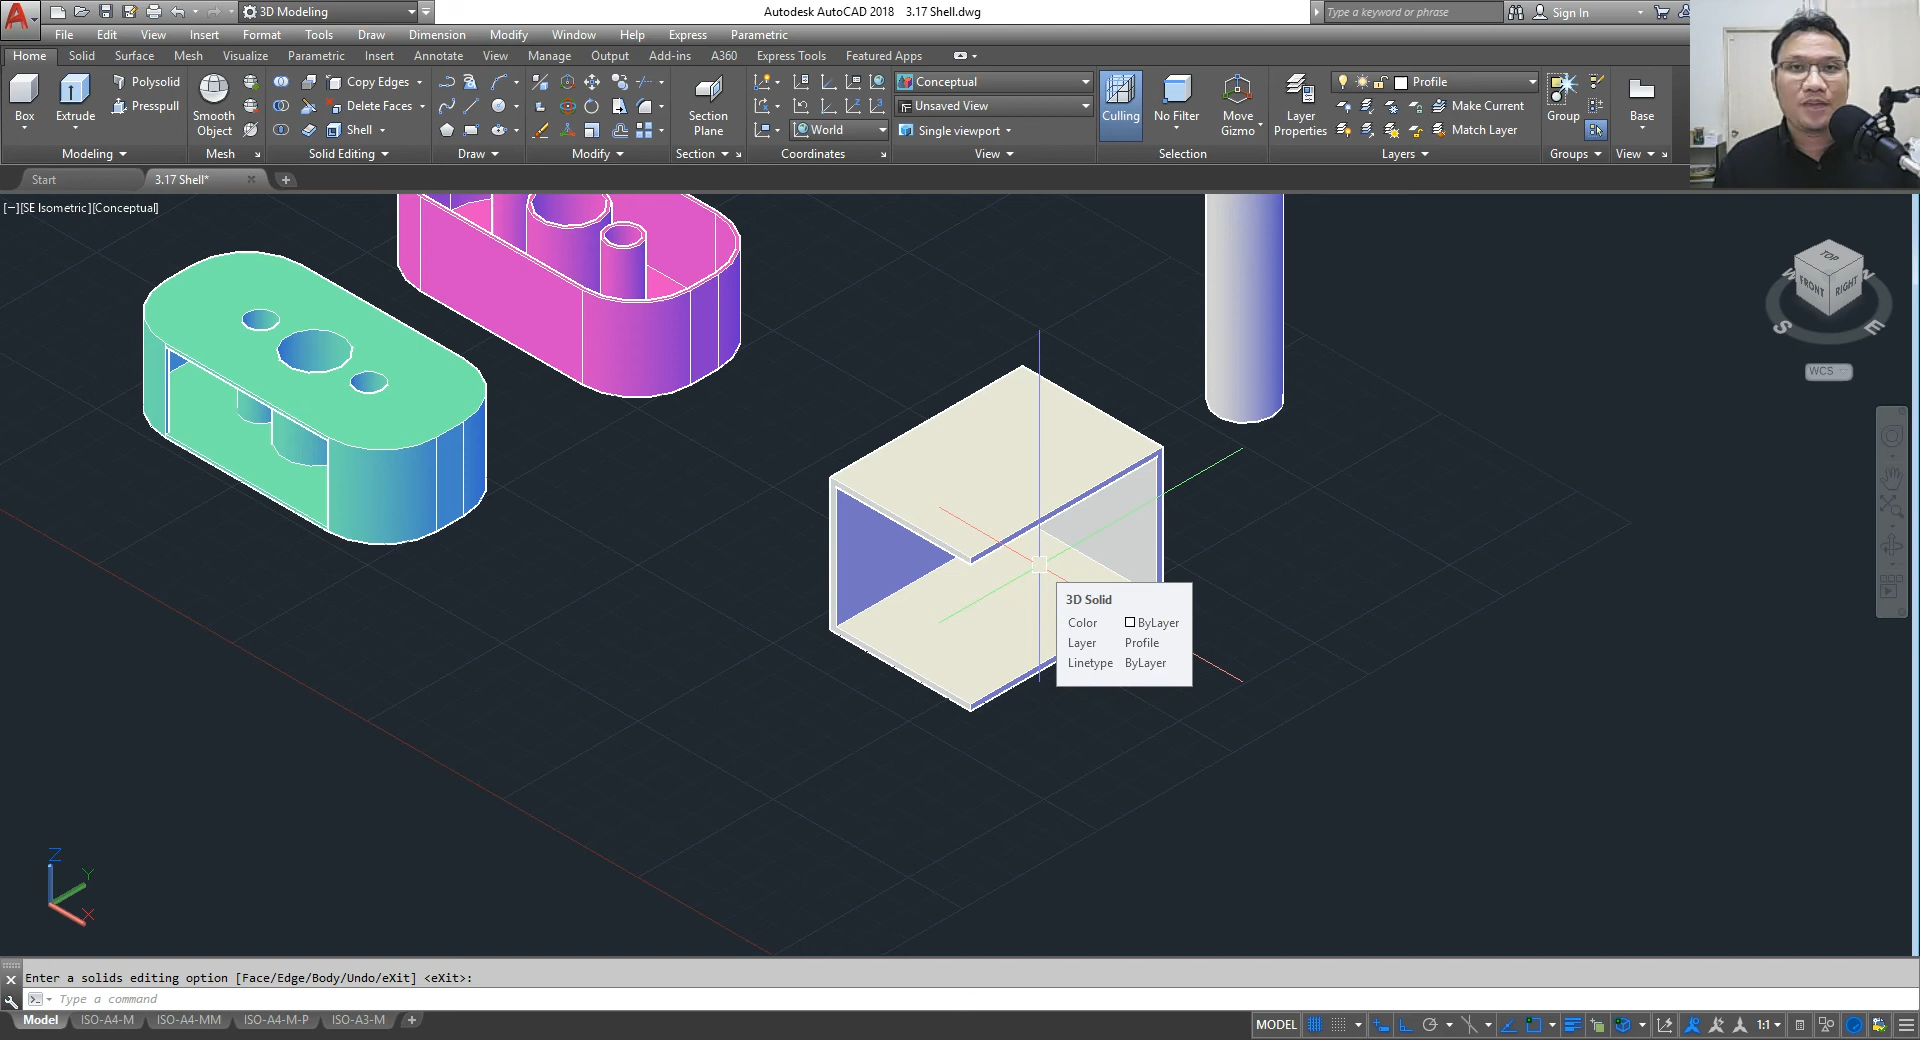 3D Modeling
Autodesk AutoCAD 2018 3.17 Shell.dwg
Type a keyword or phrase
Sign In
File Edit View Insert Format Tools Draw Dimension Modify Window Help Express Parametric
Home Solid Surface Mesh Visualize Parametric Insert Annotate View Manage Output Add-ins A360 Express Tools Featured Apps
Box
Extrude
Polysolid
Presspull
Modeling
Smooth
Object
Mesh
Copy Edges
Delete Faces
Shell
Solid Editing
Draw
Modify
Section
Plane
Section
World
Coordinates
Conceptual
Unsaved View
Single viewport
View
Culling
No Filter
Move
Gizmo
Selection
Layer
Properties
Profile
Make Current
Match Layer
Layers
Group
Groups
Base
View
Start
3.17 Shell*
[−][SE Isometric][Conceptual]
W
N
TOP
FRONT
RIGHT
S
E
WCS
3D Solid
Color ByLayer
Layer Profile
Linetype ByLayer
Z
Y
X
Enter a solids editing option [Face/Edge/Body/Undo/eXit] <eXit>:
Type a command
Model ISO-A4-M ISO-A4-MM ISO-A4-M-P ISO-A3-M
MODEL
1:1